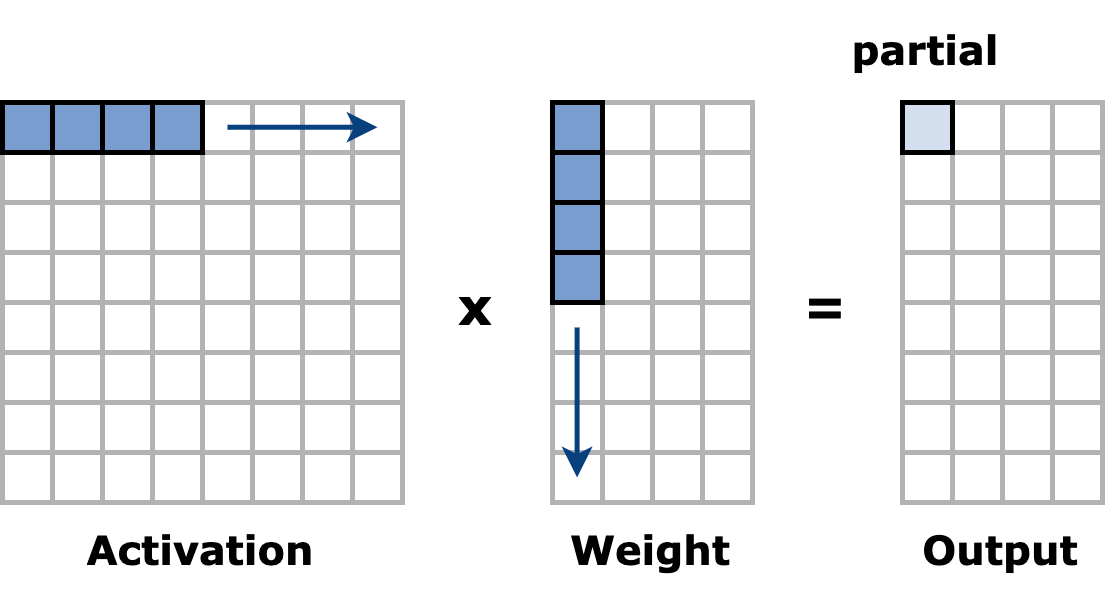 partial
x
=
Activation
Weight
Output